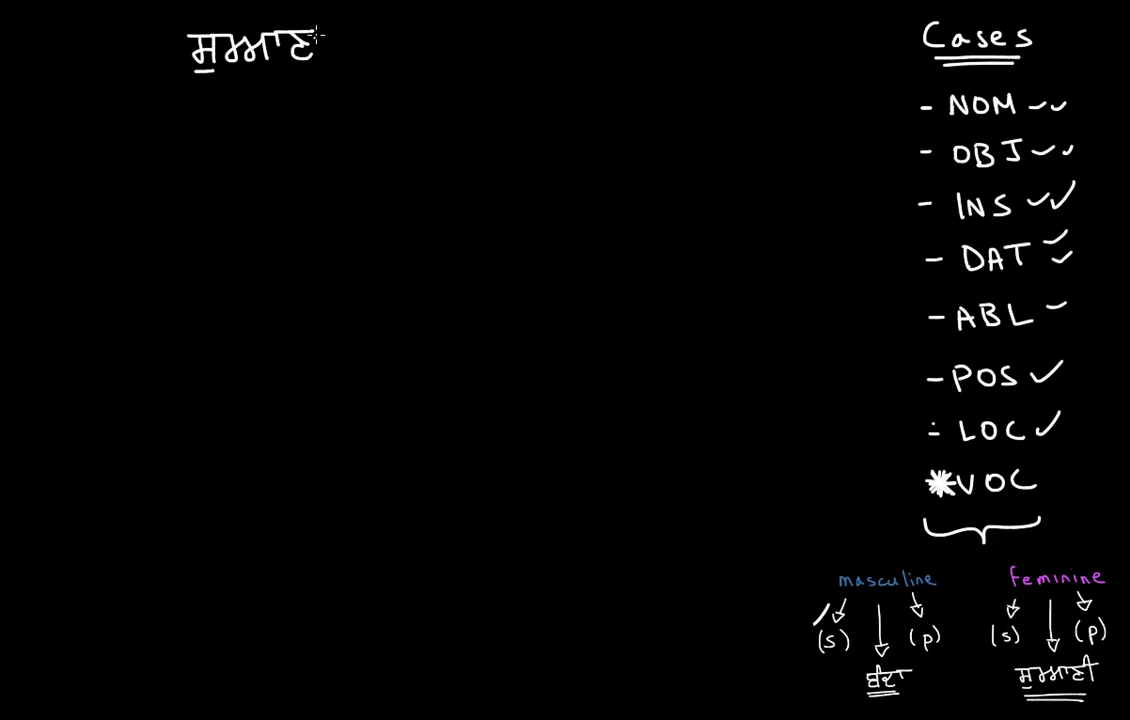 ਸੁਆਣ
Cases
- NOM
- OBJ
- INS
- DAT
- ABL
- POS
- LOC
*VOC
masculine feminine
(s) (p) (s) (p)
ਬੰਦਾ ਸੁਆਣੀ